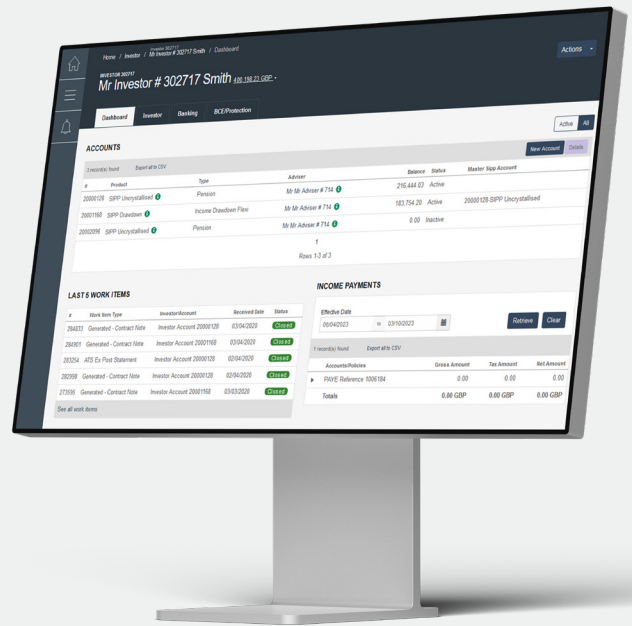 Investor 302717
Home / Investor / Mr Investor # 302717 Smith / Dashboard
INVESTOR 302717
Mr Investor # 302717 Smith 400,198.23 GBP
Actions
Dashboard Investor Banking BCE/Protection
Active All
ACCOUNTS
New Account Details
3 record(s) found Export all to CSV
# Product Type Adviser Balance Status Master Sipp Account
20000128 SIPP Uncrystallised Pension Mr Mr Adviser # 714 216,444.03 Active
20001168 SIPP Drawdown Income Drawdown Flexi Mr Mr Adviser # 714 183,754.20 Active 20000128-SIPP Uncrystallised
20002096 SIPP Uncrystallised Pension Mr Mr Adviser # 714 0.00 Inactive
1
Rows 1-3 of 3
LAST 5 WORK ITEMS
# Work Item Type Investor/Account Received Date Status
284833 Generated - Contract Note Investor Account 20000128 03/04/2020 Closed
284901 Generated - Contract Note Investor Account 20001168 03/04/2020 Closed
283254 ATS Ex Post Statement Investor Account 20000128 02/04/2020 Closed
282998 Generated - Contract Note Investor Account 20000128 02/04/2020 Closed
273595 Generated - Contract Note Investor Account 20001168 03/03/2020 Closed
See all work items
INCOME PAYMENTS
Effective Date
06/04/2023 to 03/10/2023 Retrieve Clear
1 record(s) found Export all to CSV
Accounts/Policies Gross Amount Tax Amount Net Amount
PAYE Reference 1006184 0.00 0.00 0.00
Totals 0.00 GBP 0.00 GBP 0.00 GBP